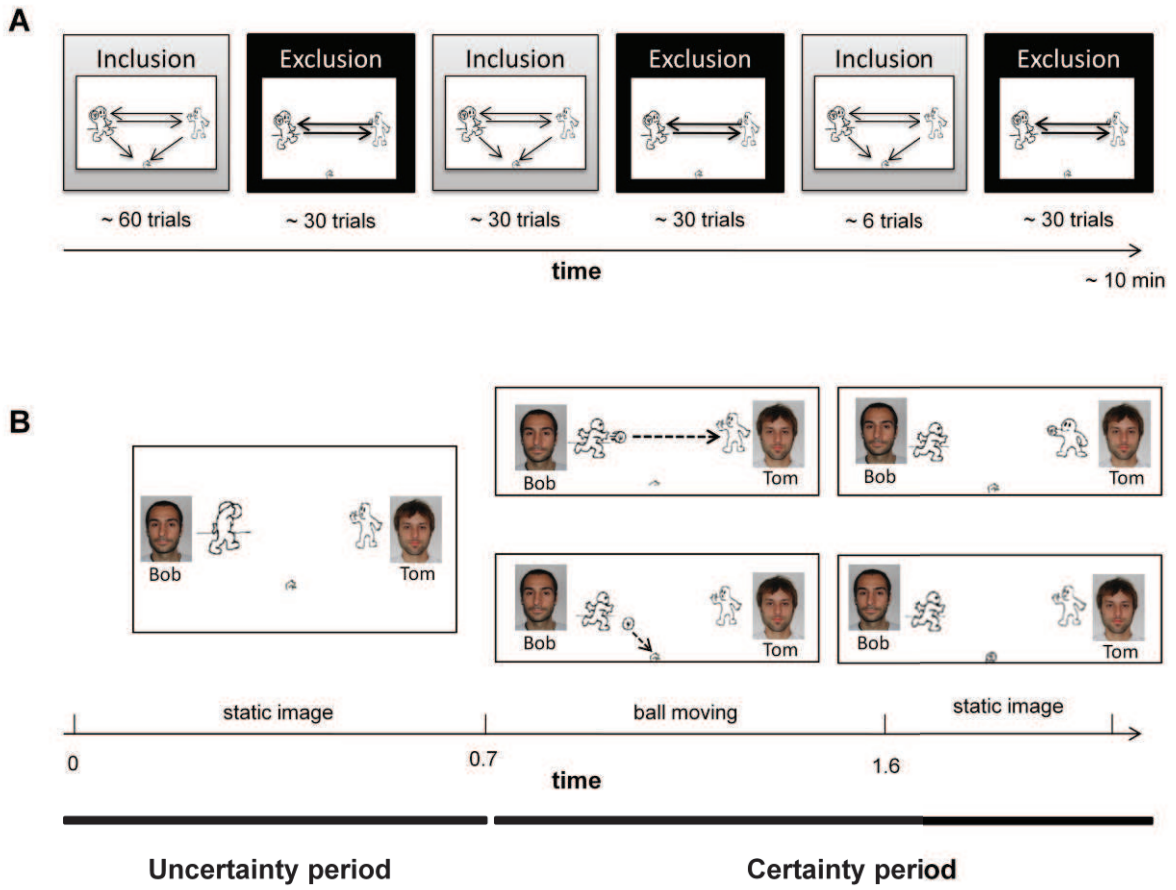 A
Inclusion Exclusion Inclusion Exclusion Inclusion Exclusion
~ 60 trials ~ 30 trials ~ 30 trials ~ 30 trials ~ 6 trials ~ 30 trials
time
~ 10 min
B
Bob Tom
Bob Tom
Bob Tom
Bob Tom
Bob Tom
static image ball moving static image
0 0.7 1.6
time
Uncertainty period Certainty period